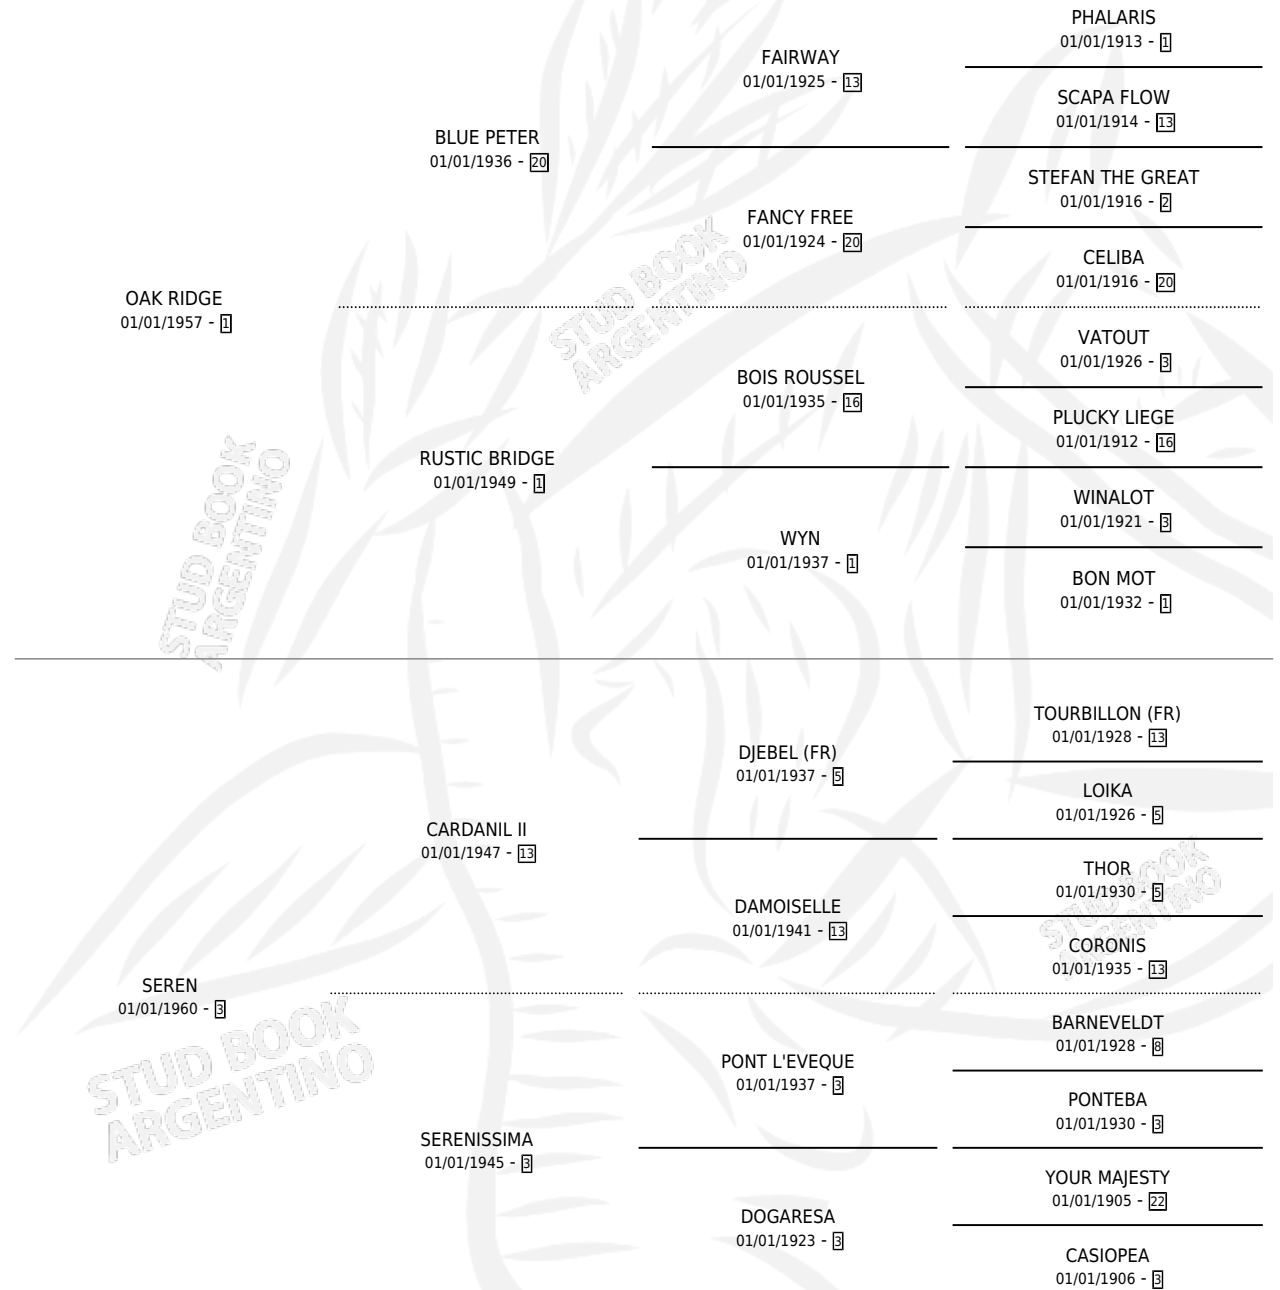 PHALARIS
01/01/1913 - 1
FAIRWAY
01/01/1925 - 13
SCAPA FLOW
01/01/1914 - 13
BLUE PETER
01/01/1936 - 20
STEFAN THE GREAT
01/01/1916 - 2
FANCY FREE
01/01/1924 - 20
CELIBA
01/01/1916 - 20
OAK RIDGE
01/01/1957 - 1
VATOUT
01/01/1926 - 3
BOIS ROUSSEL
01/01/1935 - 16
PLUCKY LIEGE
01/01/1912 - 16
RUSTIC BRIDGE
01/01/1949 - 1
WINALOT
01/01/1921 - 3
WYN
01/01/1937 - 1
BON MOT
01/01/1932 - 1
TOURBILLON (FR)
01/01/1928 - 13
DJEBEL (FR)
01/01/1937 - 5
LOIKA
01/01/1926 - 5
CARDANIL II
01/01/1947 - 13
THOR
01/01/1930 - 5
DAMOISELLE
01/01/1941 - 13
CORONIS
01/01/1935 - 13
SEREN
01/01/1960 - 3
BARNEVELDT
01/01/1928 - 8
PONT L'EVEQUE
01/01/1937 - 3
PONTEBA
01/01/1930 - 3
SERENISSIMA
01/01/1945 - 3
YOUR MAJESTY
01/01/1905 - 22
DOGARESA
01/01/1923 - 3
CASIOPEA
01/01/1906 - 3
STUD BOOK
ARGENTINO
STUD BOOK
ARGENTINO
STUD BOOK
ARGENTINO
STUD BOOK
ARGENTINO